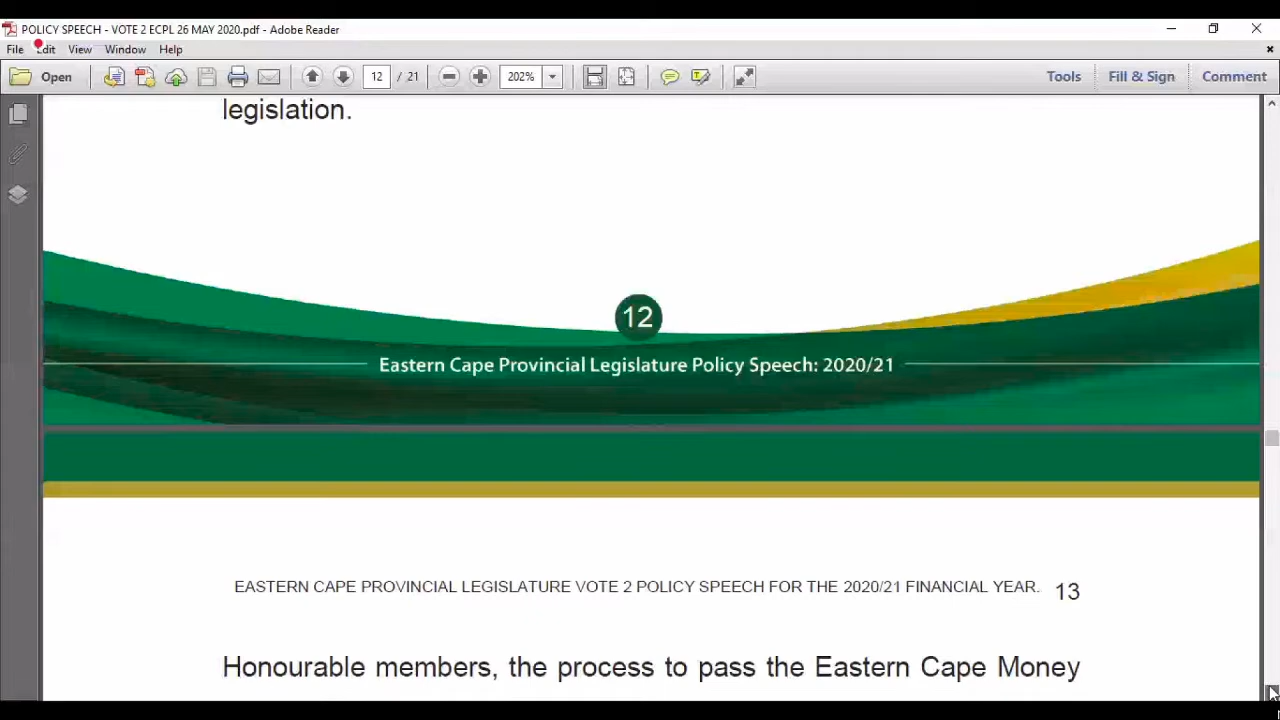 POLICY SPEECH - VOTE 2 ECPL 26 MAY 2020.pdf - Adobe Reader
File Edit View Window Help
Open 12 / 21 202% Tools Fill & Sign Comment
legislation.
12
Eastern Cape Provincial Legislature Policy Speech: 2020/21
EASTERN CAPE PROVINCIAL LEGISLATURE VOTE 2 POLICY SPEECH FOR THE 2020/21 FINANCIAL YEAR. 13
Honourable members, the process to pass the Eastern Cape Money